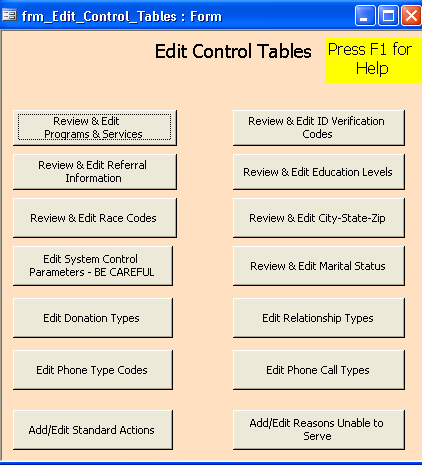 frm_Edit_Control_Tables : Form
Edit Control Tables
Press F1 for
Help
Review & Edit
Programs & Services
Review & Edit ID Verification
Codes
Review & Edit Referral
Information
Review & Edit Education Levels
Review & Edit Race Codes
Review & Edit City-State-Zip
Edit System Control
Parameters - BE CAREFUL
Review & Edit Marital Status
Edit Donation Types
Edit Relationship Types
Edit Phone Type Codes
Edit Phone Call Types
Add/Edit Standard Actions
Add/Edit Reasons Unable to
Serve